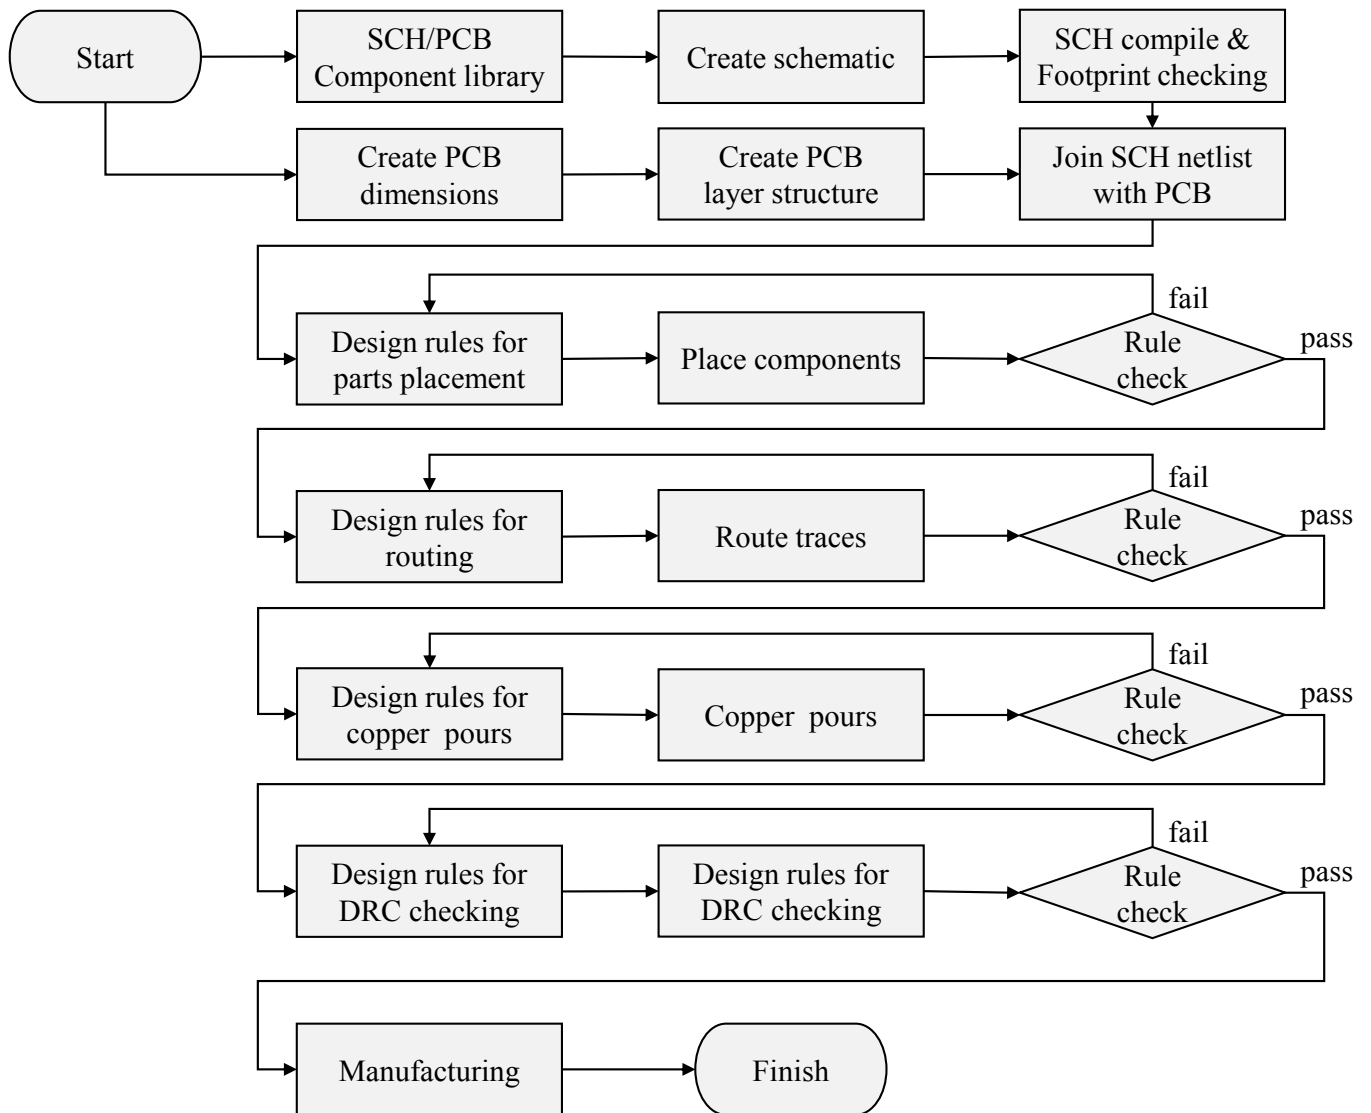 Start
SCH/PCB
Component library
Create schematic
SCH compile &
Footprint checking
Create PCB
dimensions
Create PCB
layer structure
Join SCH netlist
with PCB
fail
Design rules for
parts placement
Place components
Rule
check
pass
fail
Design rules for
routing
Route traces
Rule
check
pass
fail
Design rules for
copper pours
Copper pours
Rule
check
pass
fail
Design rules for
DRC checking
Design rules for
DRC checking
Rule
check
pass
Manufacturing
Finish